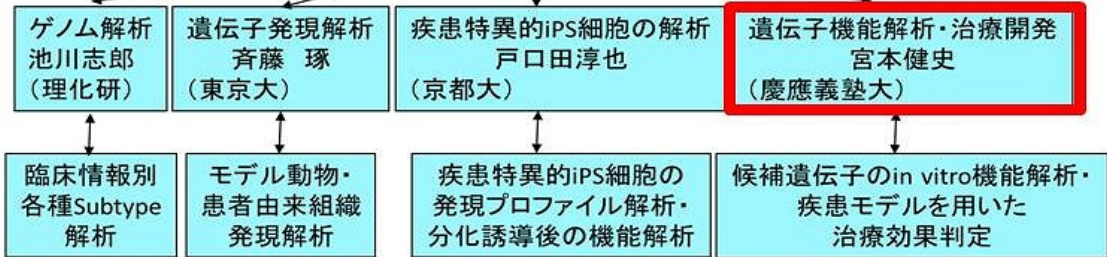 ゲノム解析
池川志郎
（理化研）
遺伝子発現解析
斉藤　琢
（東京大）
疾患特異的iPS細胞の解析
戸口田淳也
（京都大）
遺伝子機能解析・治療開発
宮本健史
（慶應義塾大）
臨床情報別
各種Subtype
解析
モデル動物・
患者由来組織
発現解析
疾患特異的iPS細胞の
発現プロファイル解析・
分化誘導後の機能解析
候補遺伝子のin vitro機能解析・
疾患モデルを用いた
治療効果判定